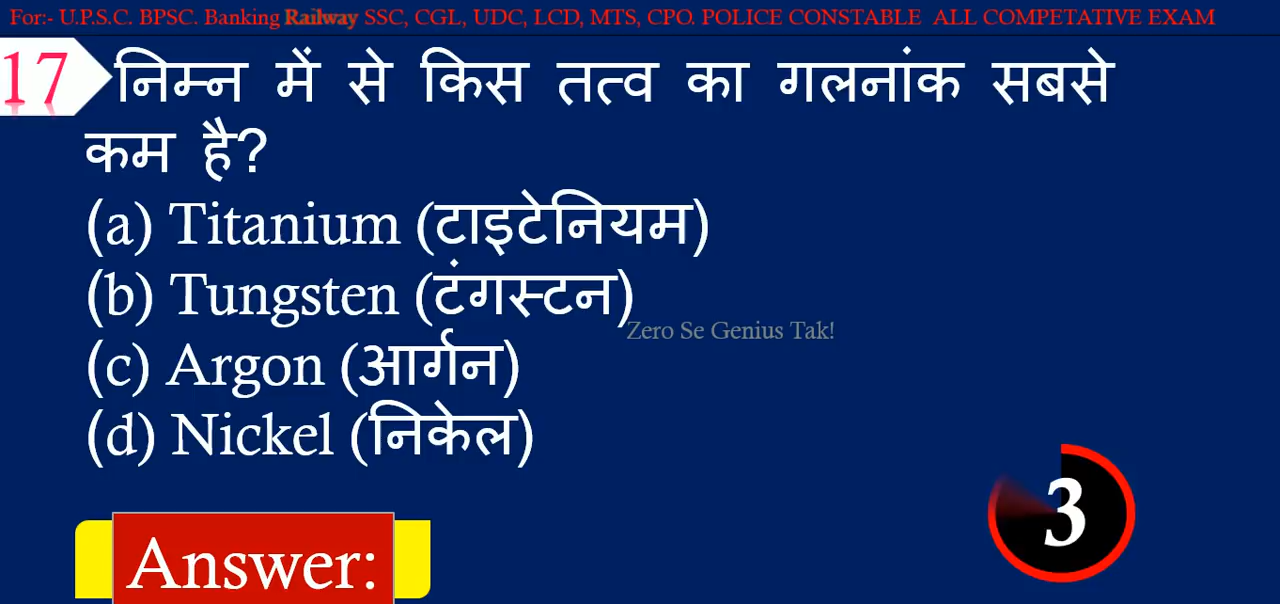 For:- U.P.S.C. BPSC. Banking Railway SSC, CGL, UDC, LCD, MTS, CPO. POLICE CONSTABLE ALL COMPETATIVE EXAM
17 निम्न में से किस तत्व का गलनांक सबसे
कम है?
(a) Titanium (टाइटेनियम)
(b) Tungsten (टंगस्टन)
Zero Se Genius Tak!
(c) Argon (आर्गन)
(d) Nickel (निकेल)
3
Answer: